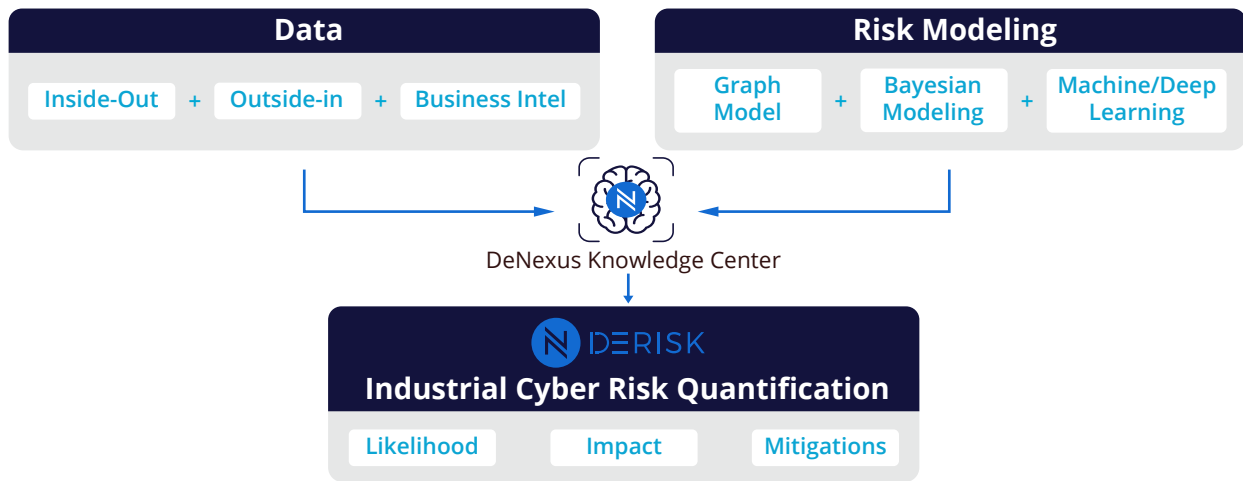 Data
Inside-Out + Outside-in + Business Intel
Risk Modeling
Graph Model + Bayesian Modeling + Machine/Deep Learning
DeNexus Knowledge Center
DERISK
Industrial Cyber Risk Quantification
Likelihood
Impact
Mitigations